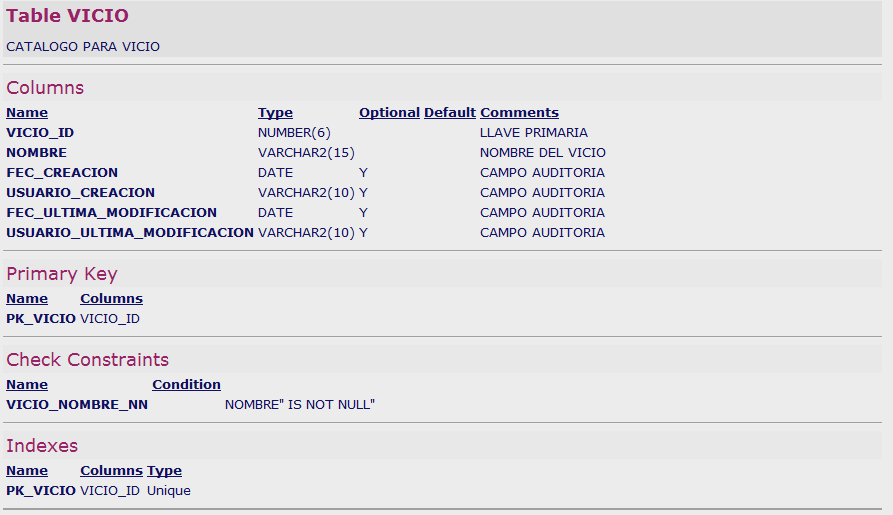 Table VICIO
CATALOGO PARA VICIO
Columns
Name Type Optional Default Comments
VICIO_ID NUMBER(6) LLAVE PRIMARIA
NOMBRE VARCHAR2(15) NOMBRE DEL VICIO
FEC_CREACION DATE Y CAMPO AUDITORIA
USUARIO_CREACION VARCHAR2(10) Y CAMPO AUDITORIA
FEC_ULTIMA_MODIFICACION DATE Y CAMPO AUDITORIA
USUARIO_ULTIMA_MODIFICACION VARCHAR2(10) Y CAMPO AUDITORIA
Primary Key
Name Columns
PK_VICIO VICIO_ID
Check Constraints
Name Condition
VICIO_NOMBRE_NN NOMBRE" IS NOT NULL"
Indexes
Name Columns Type
PK_VICIO VICIO_ID Unique